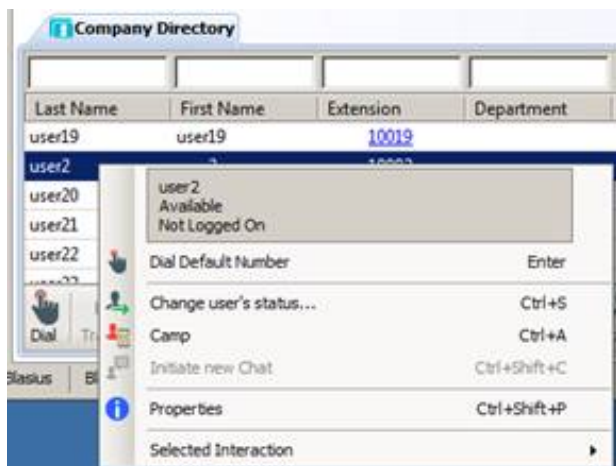 Company Directory
Last Name First Name Extension Department
user19 user19 10019
user2
user20
user21
user22
user2
Available
Not Logged On
Dial Default Number Enter
Change user's status... Ctrl+S
Camp Ctrl+A
Initiate new Chat Ctrl+Shift+C
Properties Ctrl+Shift+P
Selected Interaction
Dial